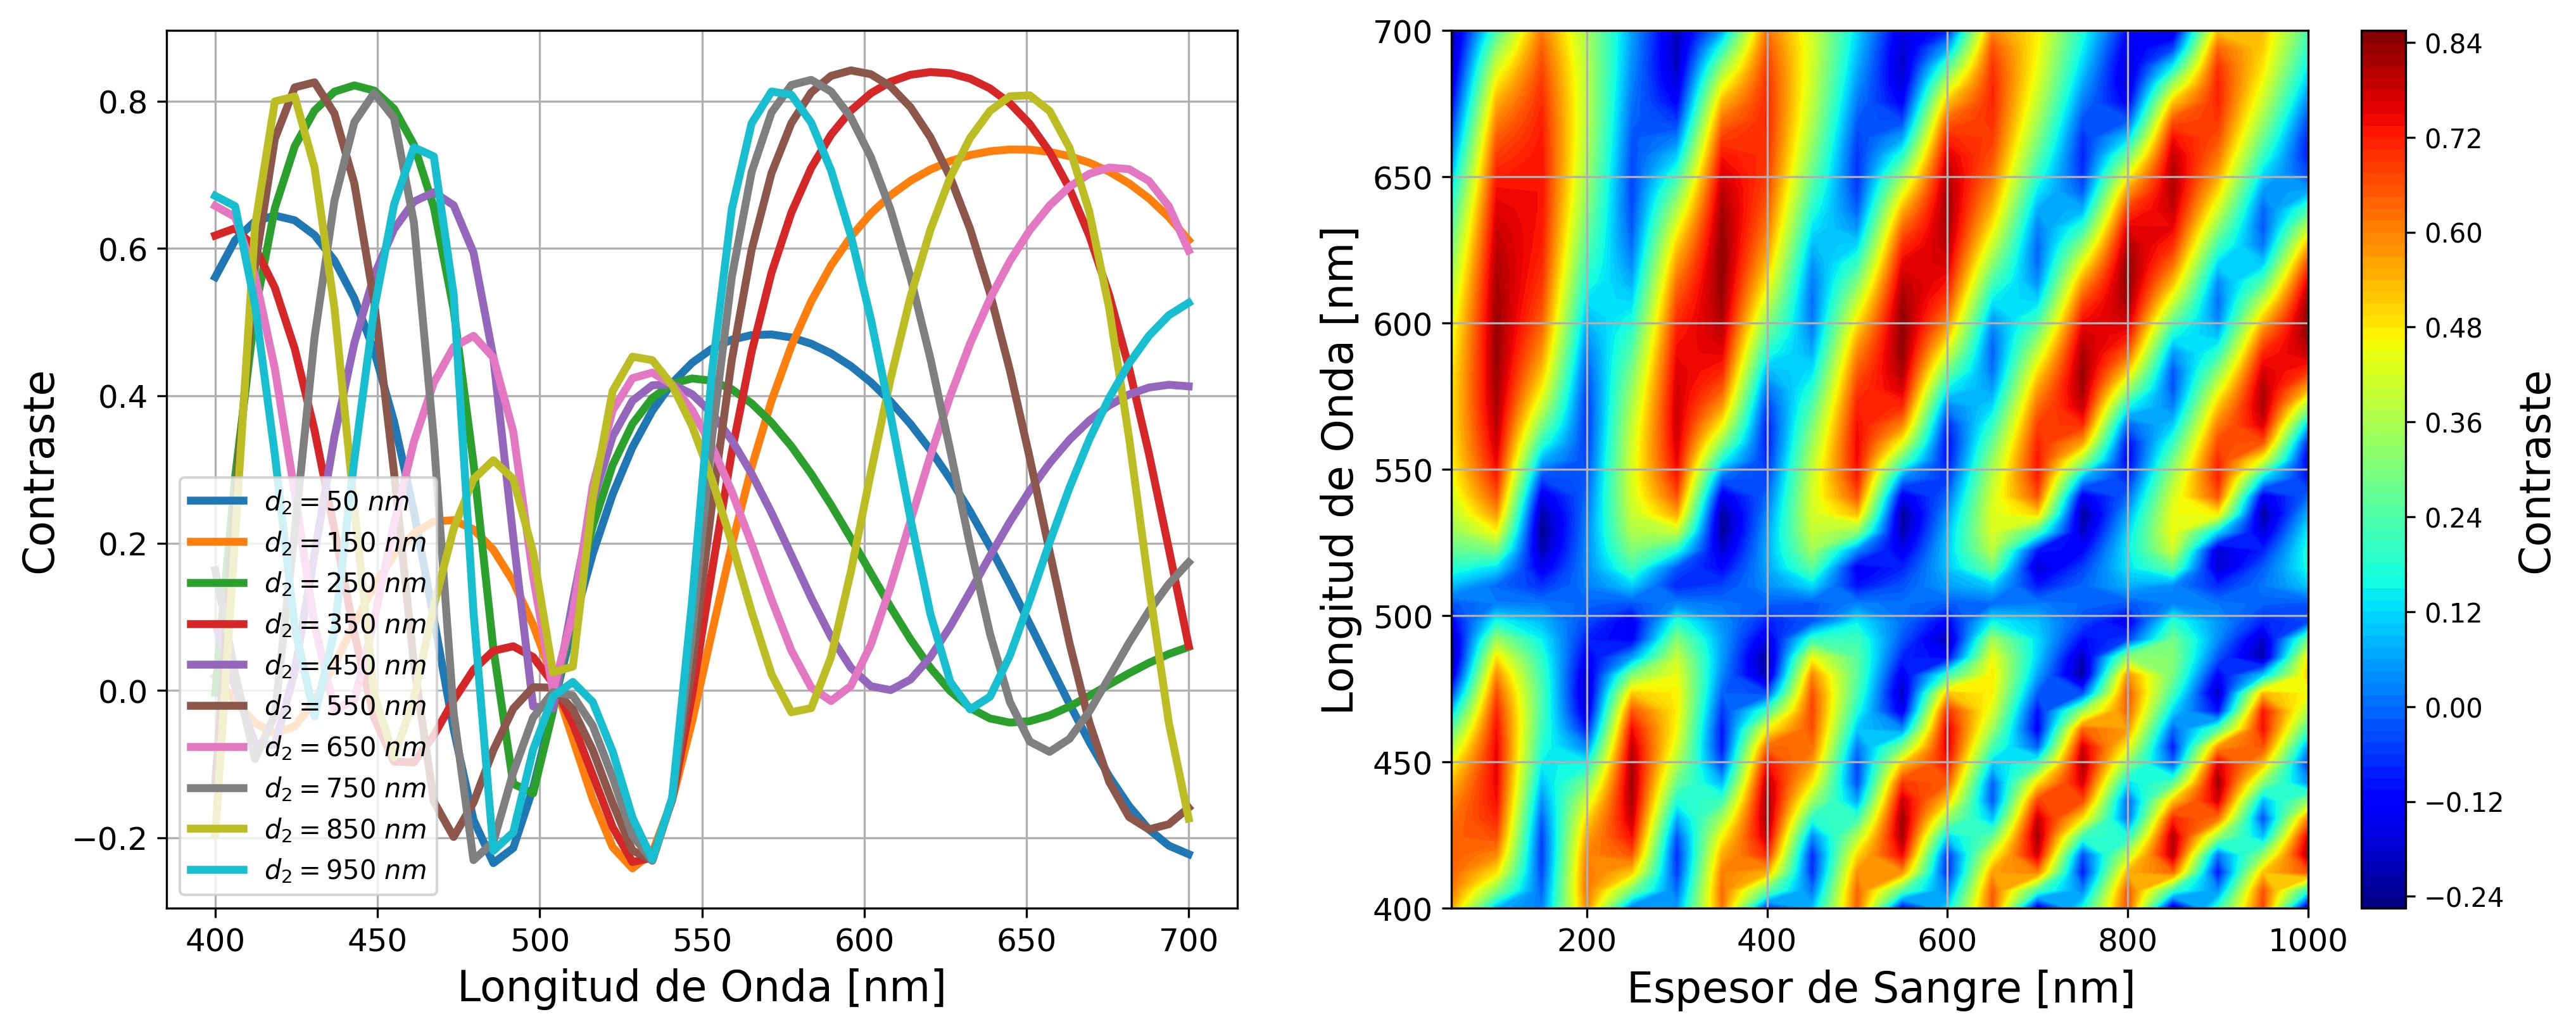 Contraste
0.8
0.6
0.4
0.2
0.0
−0.2
d₂ = 50 nm
d₂ = 150 nm
d₂ = 250 nm
d₂ = 350 nm
d₂ = 450 nm
d₂ = 550 nm
d₂ = 650 nm
d₂ = 750 nm
d₂ = 850 nm
d₂ = 950 nm
400 450 500 550 600 650 700
Longitud de Onda [nm]
Longitud de Onda [nm]
700
650
600
550
500
450
400
200 400 600 800 1000
Espesor de Sangre [nm]
0.84
0.72
0.60
0.48
0.36
0.24
0.12
0.00
−0.12
−0.24
Contraste